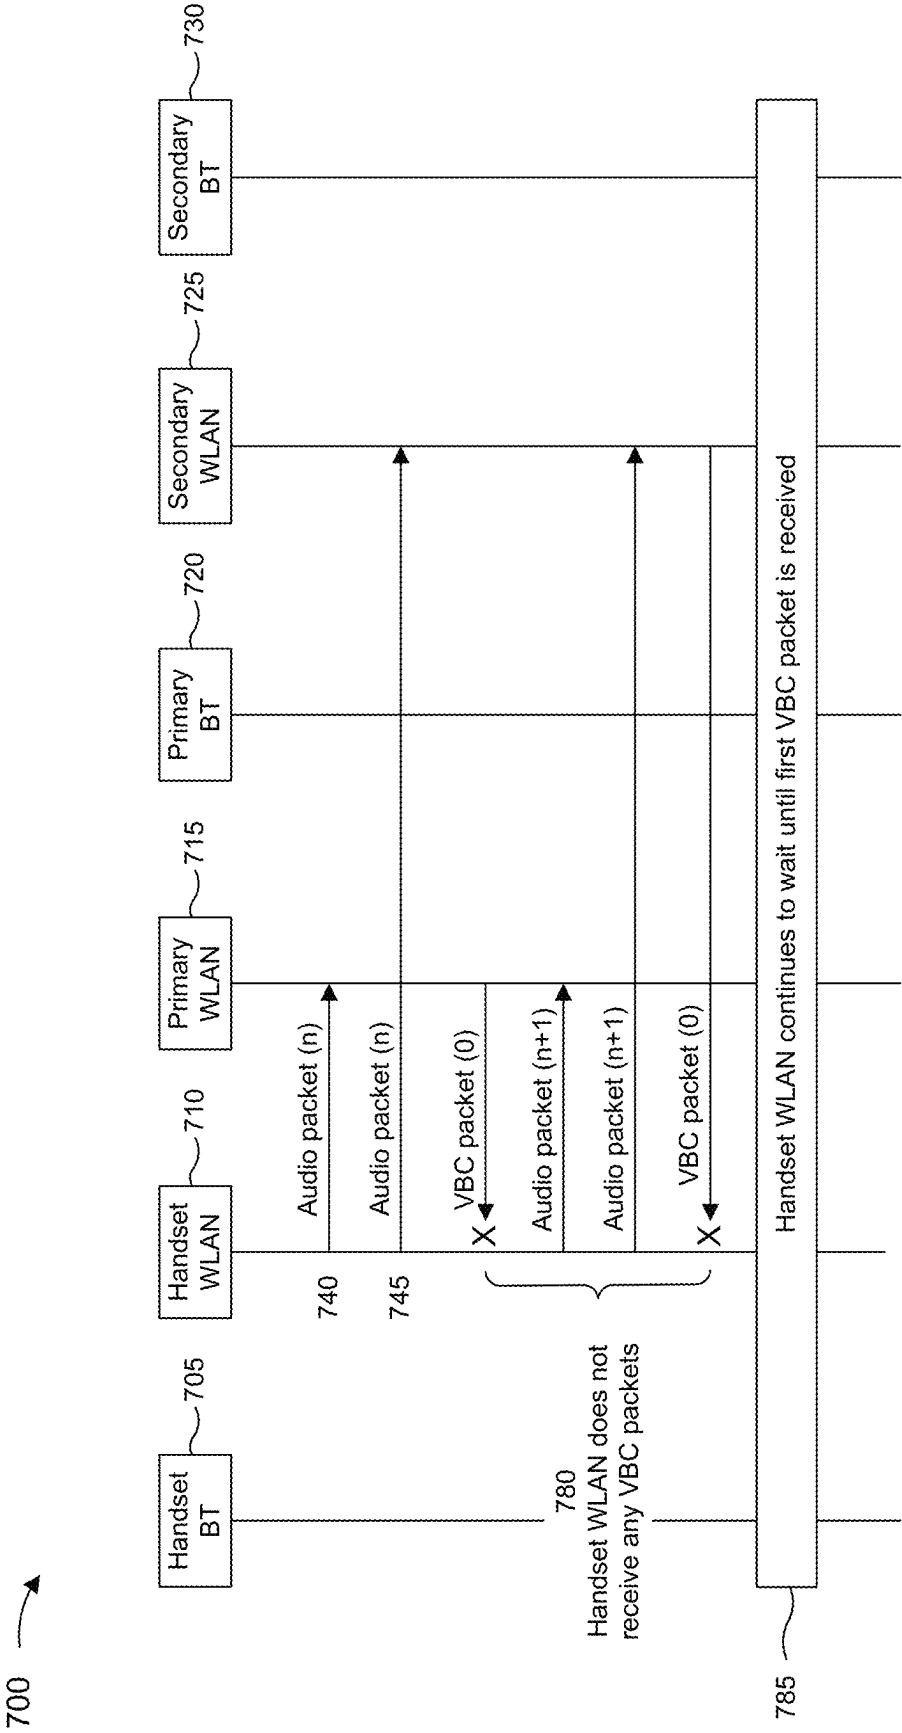 700
Handset
BT
705
Handset
WLAN
710
Primary
WLAN
715
Primary
BT
720
Secondary
WLAN
725
Secondary
BT
730
740
Audio packet (n)
745
Audio packet (n)
VBC packet (0)
X
Audio packet (n+1)
Audio packet (n+1)
VBC packet (0)
X
780
Handset WLAN does not
receive any VBC packets
Handset WLAN continues to wait until first VBC packet is received
785